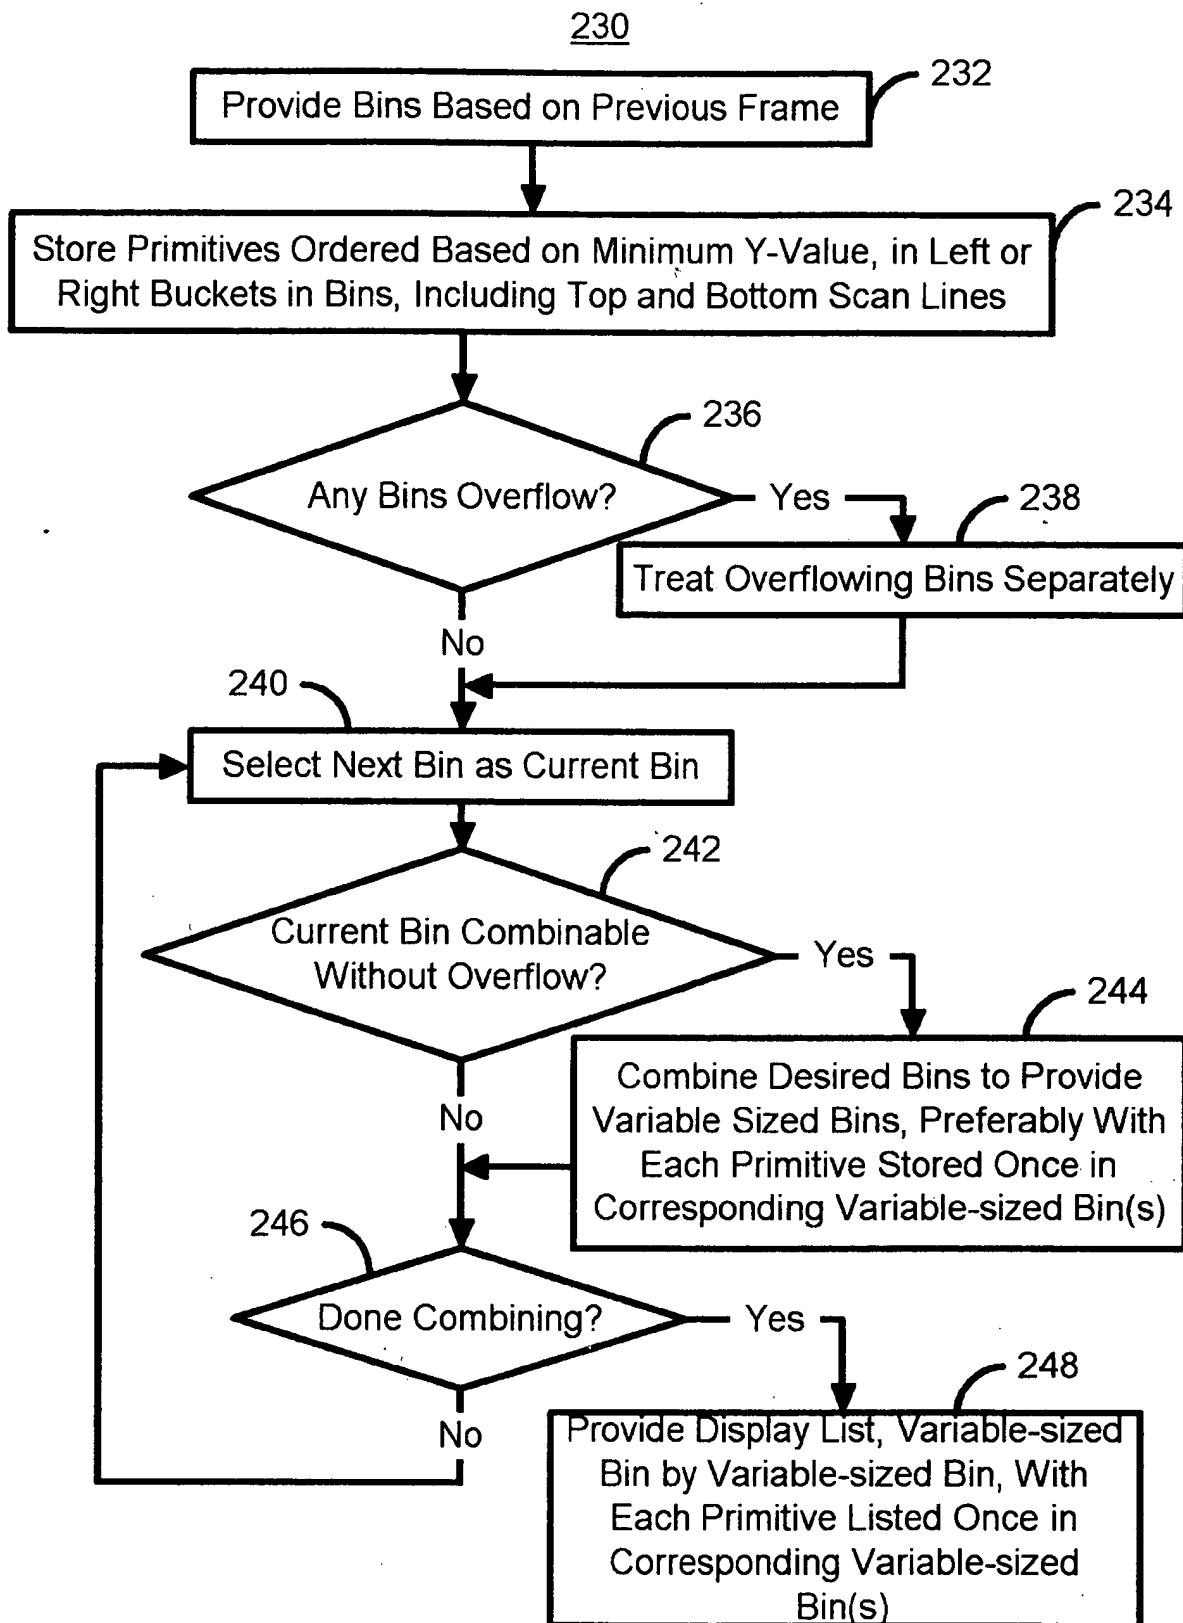 230
232
Provide Bins Based on Previous Frame
234
Store Primitives Ordered Based on Minimum Y-Value, in Left or
Right Buckets in Bins, Including Top and Bottom Scan Lines
236
Any Bins Overflow?
Yes
238
Treat Overflowing Bins Separately
No
240
Select Next Bin as Current Bin
242
Current Bin Combinable
Without Overflow?
Yes
244
Combine Desired Bins to Provide
Variable Sized Bins, Preferably With
Each Primitive Stored Once in
Corresponding Variable-sized Bin(s)
No
246
Done Combining?
Yes
248
No
Provide Display List, Variable-sized
Bin by Variable-sized Bin, With
Each Primitive Listed Once in
Corresponding Variable-sized
Bin(s)